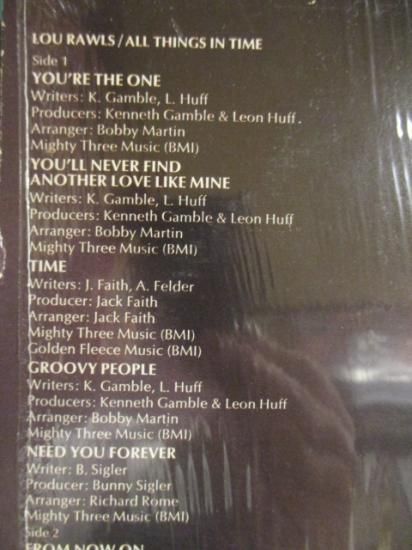 LOU RAWLS/ALL THINGS IN TIME
Side 1
YOU'RE THE ONE
Writers: K. Gamble, L. Huff
Producers: Kenneth Gamble & Leon Huff.
Arranger: Bobby Martin
Mighty Three Music (BMI)
YOU'LL NEVER FIND
ANOTHER LOVE LIKE MINE
Writers: K. Gamble, L. Huff
Producers: Kenneth Gamble & Leon Huff
Arranger: Bobby Martin
Mighty Three Music (BMI)
TIME
Writers: J. Faith, A. Felder
Producer: Jack Faith
Arranger: Jack Faith
Mighty Three Music (BMI)
Golden Fleece Music (BMI)
GROOVY PEOPLE
Writers: K. Gamble, L. Huff
Producers: Kenneth Gamble & Leon Huff
Arranger: Bobby Martin
Mighty Three Music (BMI)
NEED YOU FOREVER
Writer: B. Sigler
Producer: Bunny Sigler
Arranger: Richard Rome
Mighty Three Music (BMI)
Side 2
FROM NOW ON